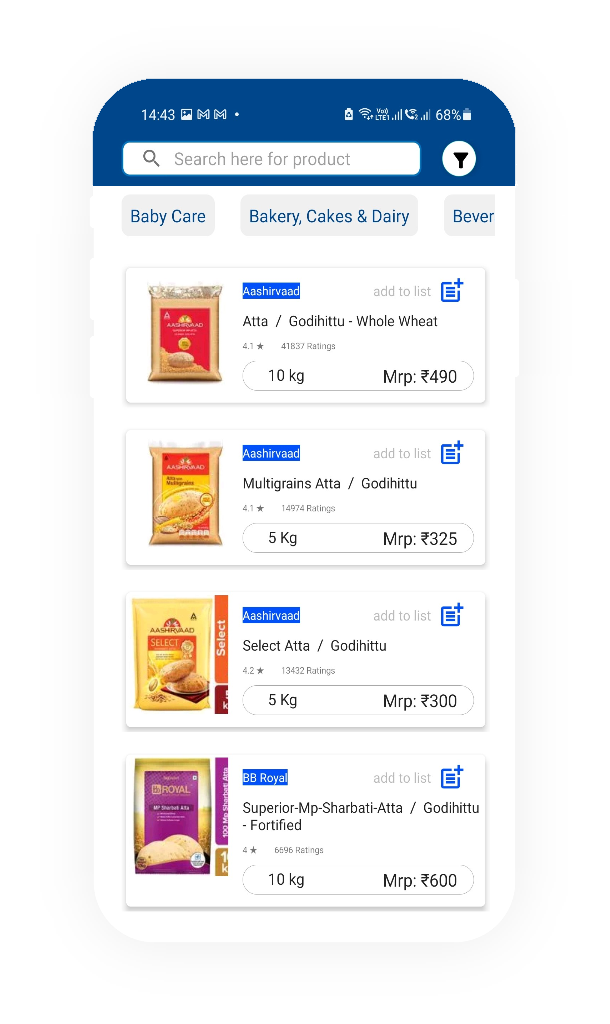 14:43 68%
Search here for product
Baby Care Bakery, Cakes & Dairy Bever
Aashirvaad add to list
Atta / Godihittu - Whole Wheat
4.1 ★ 41837 Ratings
10 kg Mrp: ₹490
AASHIRVAAD
Aashirvaad add to list
Multigrains Atta / Godihittu
4.1 ★ 14974 Ratings
5 Kg Mrp: ₹325
AASHIRVAAD
Multigrains
Aashirvaad add to list
Select Atta / Godihittu
4.2 ★ 13432 Ratings
5 Kg Mrp: ₹300
AASHIRVAAD
SELECT
Select
BB Royal add to list
Superior-Mp-Sharbati-Atta / Godihittu
- Fortified
4 ★ 6696 Ratings
10 kg Mrp: ₹600
ROYAL
MP Sharbati Atta
100 Mp Sharbati Atta